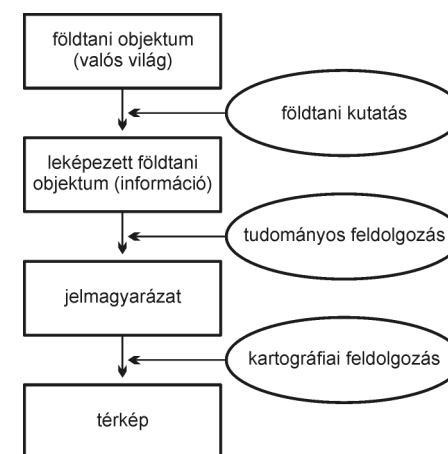 földtani objektum
(valós világ)
földtani kutatás
leképezett földtani
objektum (információ)
tudományos feldolgozás
jelmagyarázat
kartográfiai feldolgozás
térkép